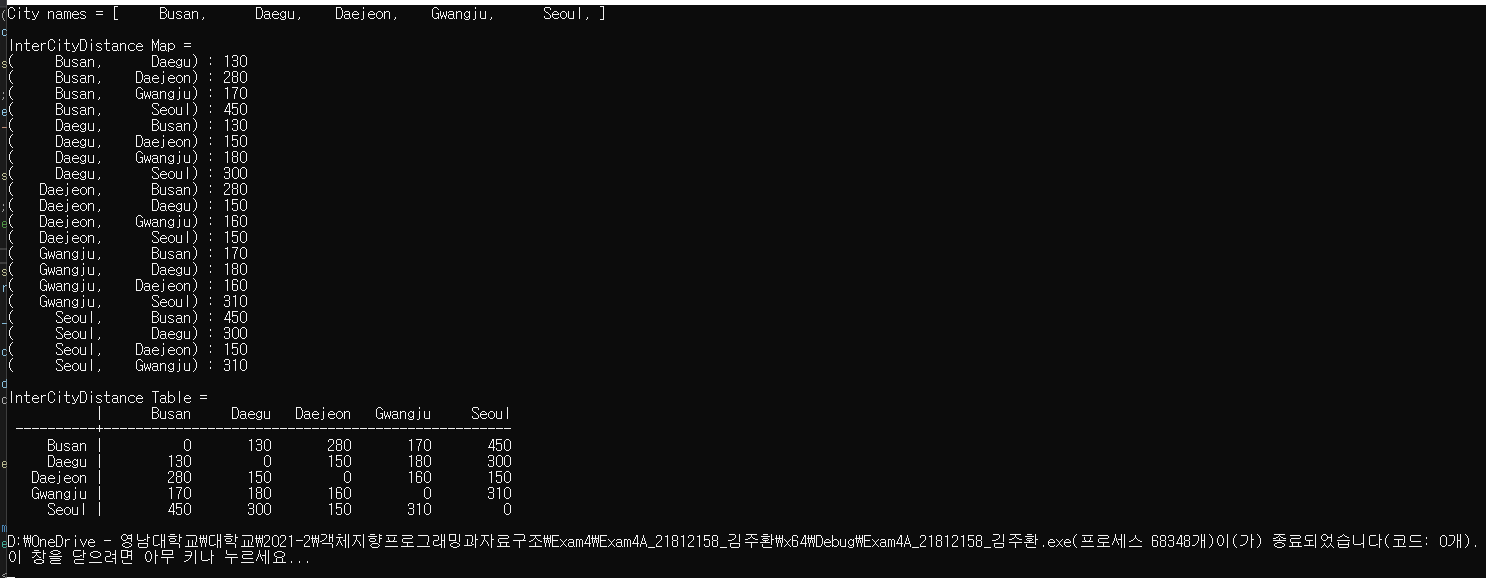 City names = [     Busan,      Daegu,    Daejeon,    Gwangju,      Seoul, ]
InterCityDistance Map =
(     Busan,      Daegu) : 130
(     Busan,    Daejeon) : 280
(     Busan,    Gwangju) : 170
(     Busan,      Seoul) : 450
(     Daegu,      Busan) : 130
(     Daegu,    Daejeon) : 150
(     Daegu,    Gwangju) : 180
(     Daegu,      Seoul) : 300
(   Daejeon,      Busan) : 280
(   Daejeon,      Daegu) : 150
(   Daejeon,    Gwangju) : 160
(   Daejeon,      Seoul) : 150
(   Gwangju,      Busan) : 170
(   Gwangju,      Daegu) : 180
(   Gwangju,    Daejeon) : 160
(   Gwangju,      Seoul) : 310
(     Seoul,      Busan) : 450
(     Seoul,      Daegu) : 300
(     Seoul,    Daejeon) : 150
(     Seoul,    Gwangju) : 310
InterCityDistance Table =
           |      Busan     Daegu   Daejeon   Gwangju     Seoul
 ----------+---------------------------------------------------
     Busan |          0       130       280       170       450
     Daegu |        130         0       150       180       300
   Daejeon |        280       150         0       160       150
   Gwangju |        170       180       160         0       310
     Seoul |        450       300       150       310         0
D:₩OneDrive - 영남대학교₩대학교₩2021-2₩객체지향프로그래밍과자료구조₩Exam4₩Exam4A_21812158_김주환₩x64₩Debug₩Exam4A_21812158_김주환.exe(프로세스 68348개)이(가) 종료되었습니다(코드: 0개).
이 창을 닫으려면 아무 키나 누르세요...